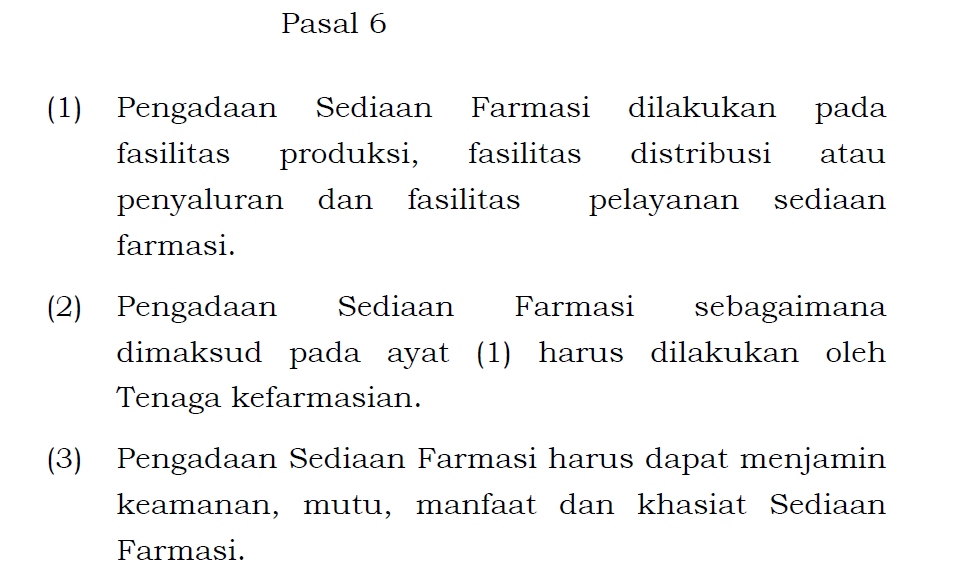 Pasal 6
(1) Pengadaan Sediaan Farmasi dilakukan pada
fasilitas produksi, fasilitas distribusi atau
penyaluran dan fasilitas pelayanan sediaan
farmasi.
(2) Pengadaan Sediaan Farmasi sebagaimana
dimaksud pada ayat (1) harus dilakukan oleh
Tenaga kefarmasian.
(3) Pengadaan Sediaan Farmasi harus dapat menjamin
keamanan, mutu, manfaat dan khasiat Sediaan
Farmasi.